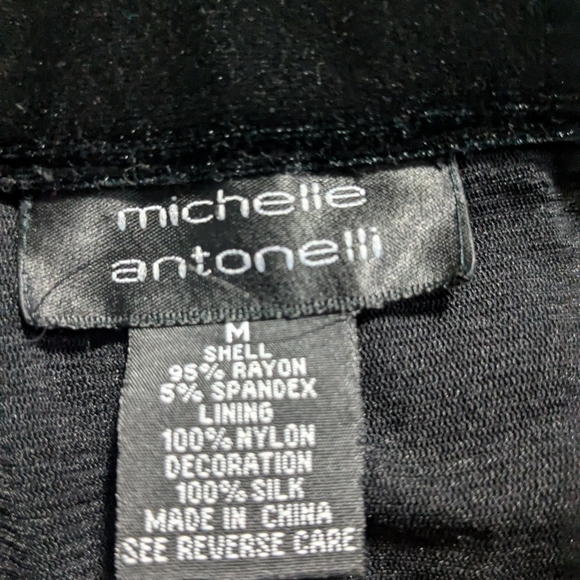 michelle
antonelli
M
SHELL
95% RAYON
5% SPANDEX
LINING
100% NYLON
DECORATION
100% SILK
MADE IN CHINA
SEE REVERSE CARE